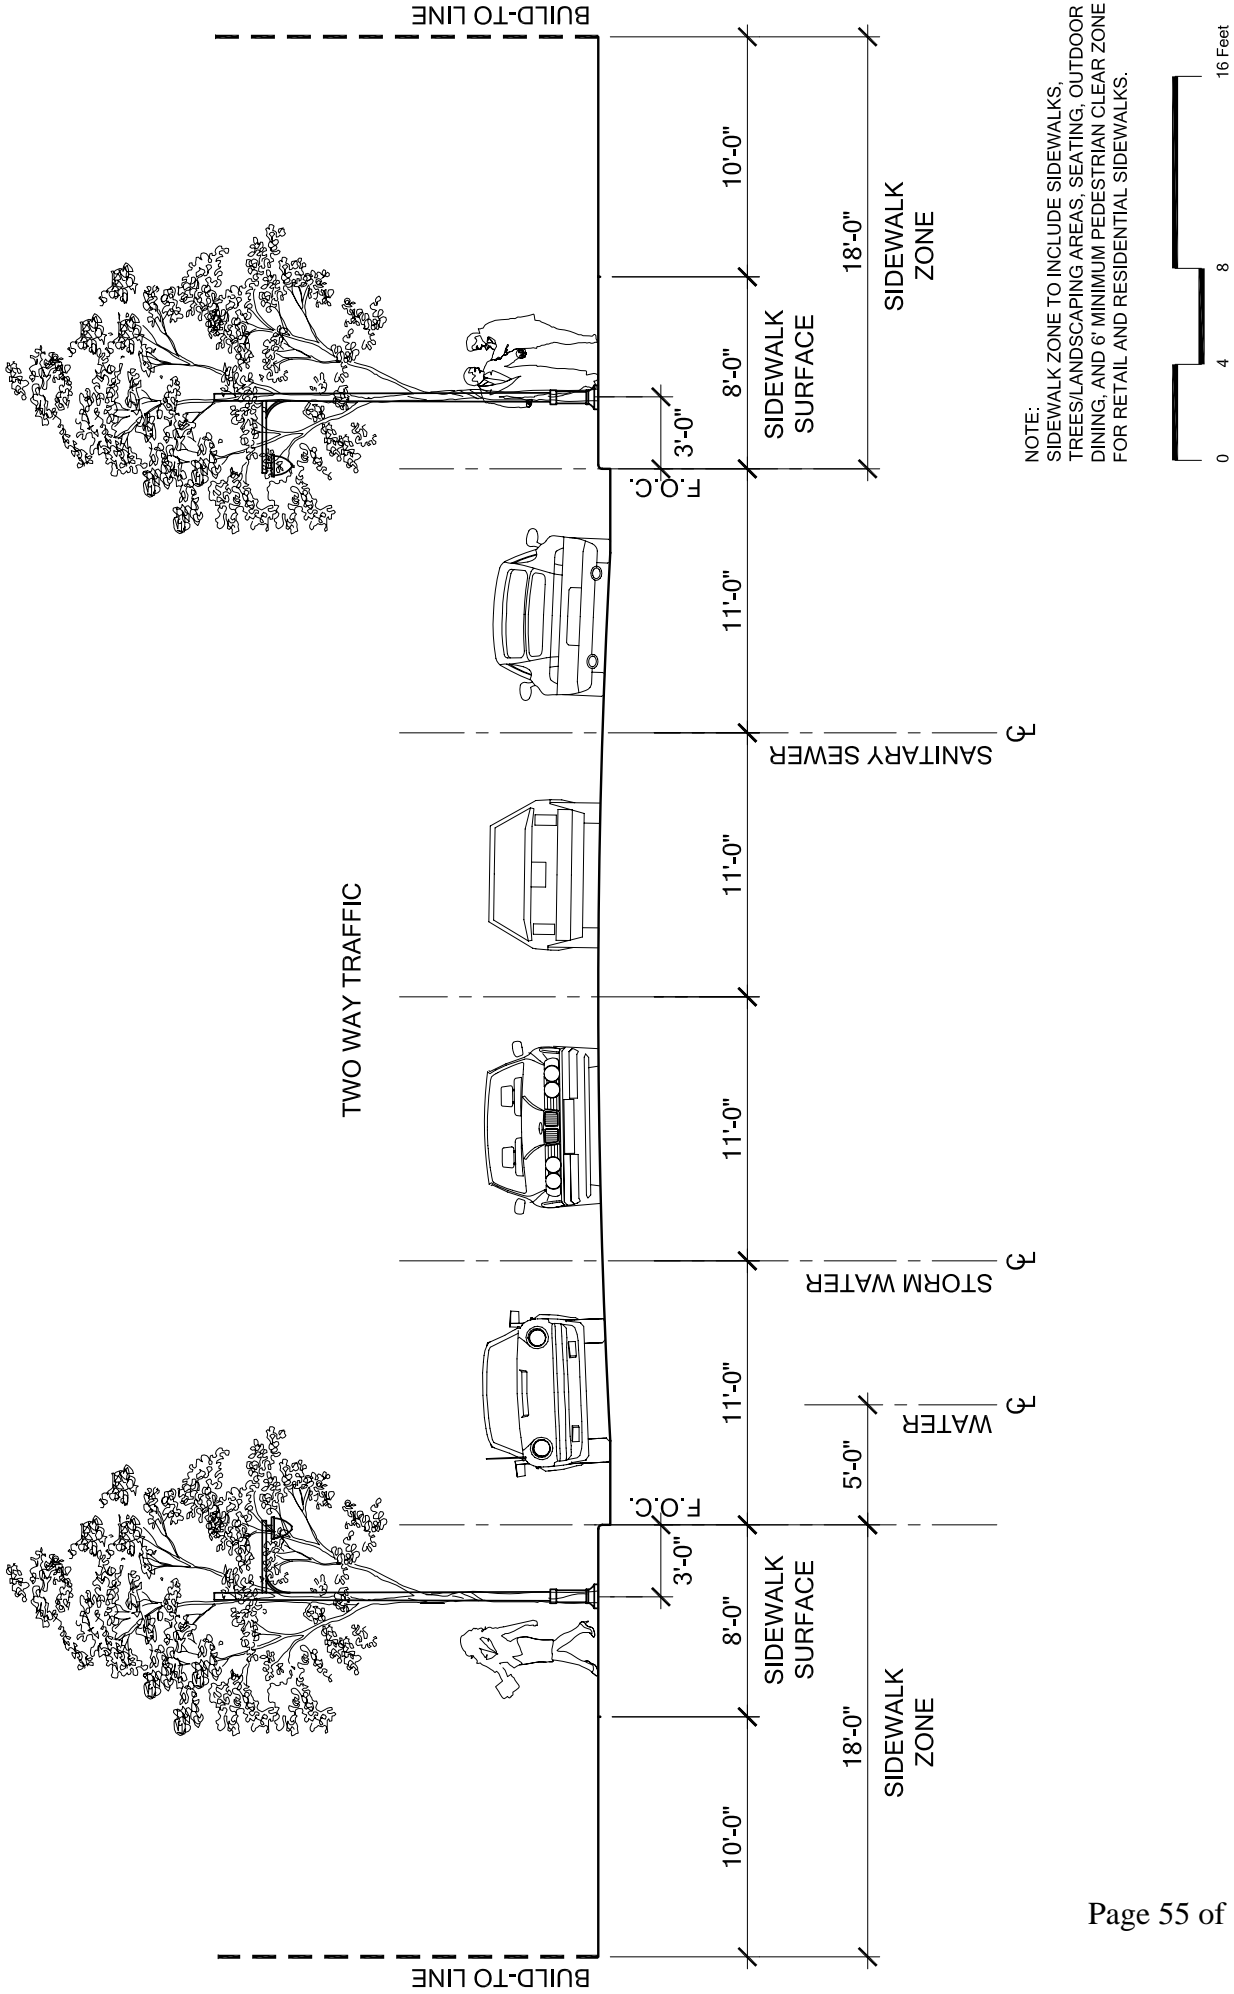 BUILD-TO LINE
BUILD-TO LINE
TWO WAY TRAFFIC
F.O.C.
F.O.C.
3'-0"
3'-0"
10'-0"
8'-0"
11'-0"
11'-0"
11'-0"
11'-0"
8'-0"
10'-0"
SIDEWALK
SURFACE
SIDEWALK
SURFACE
18'-0"
5'-0"
18'-0"
SIDEWALK
ZONE
SIDEWALK
ZONE
WATER
STORM WATER
SANITARY SEWER
CL
CL
CL
NOTE:
SIDEWALK ZONE TO INCLUDE SIDEWALKS,
TREES/LANDSCAPING AREAS, SEATING, OUTDOOR
DINING, AND 6' MINIMUM PEDESTRIAN CLEAR ZONE
FOR RETAIL AND RESIDENTIAL SIDEWALKS.
0 4 8 16 Feet
Page 55 of